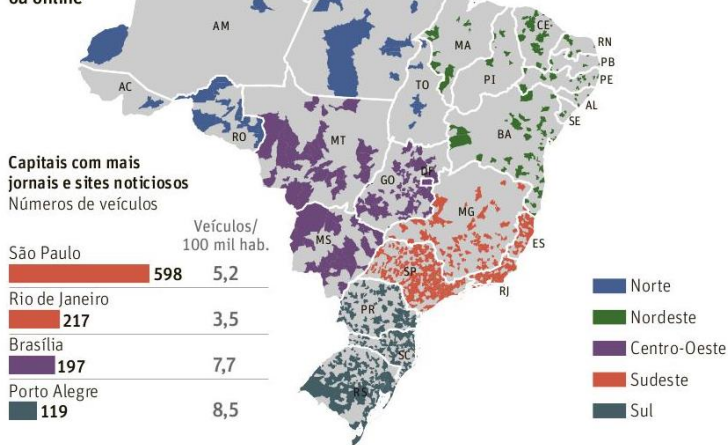 ou online
AM
AC
RO
MT
TO
MA
PI
CE
RN
PB
PE
AL
SE
BA
GO
DF
MG
ES
MS
SP
RJ
PR
SC
RS
Capitais com mais
jornais e sites noticiosos
Números de veículos
Veículos/
100 mil hab.
São Paulo
598 5,2
Rio de Janeiro
217 3,5
Brasília
197 7,7
Porto Alegre
119 8,5
Norte
Nordeste
Centro-Oeste
Sudeste
Sul